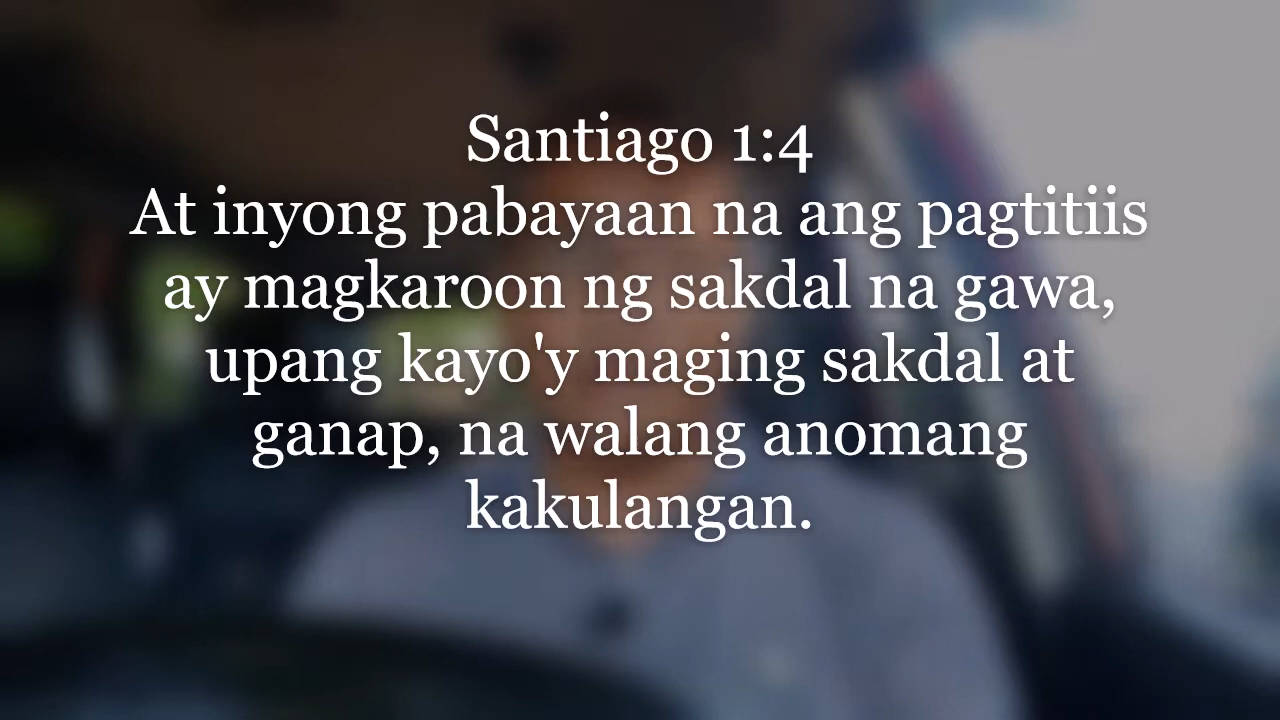 Santiago 1:4
At inyong pabayaan na ang pagtitiis
ay magkaroon ng sakdal na gawa,
upang kayo'y maging sakdal at
ganap, na walang anomang
kakulangan.